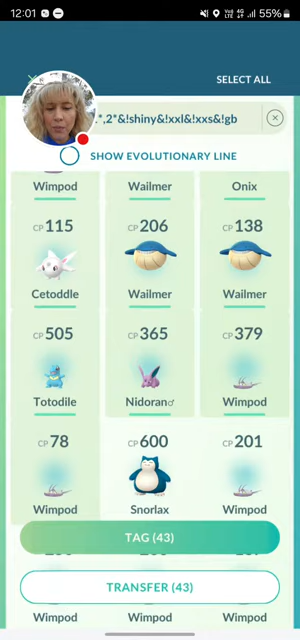 12:01 55%
SELECT ALL
*,2*&!shiny&!xxl&!xxs&!gb
SHOW EVOLUTIONARY LINE
Wimpod Wailmer Onix
CP 115 CP 206 CP 138
Cetoddle Wailmer Wailmer
CP 505 CP 365 CP 379
Totodile Nidoran♂ Wimpod
CP 78 CP 600 CP 201
Wimpod Snorlax Wimpod
TAG (43)
TRANSFER (43)
Wimpod Wimpod Wimpod